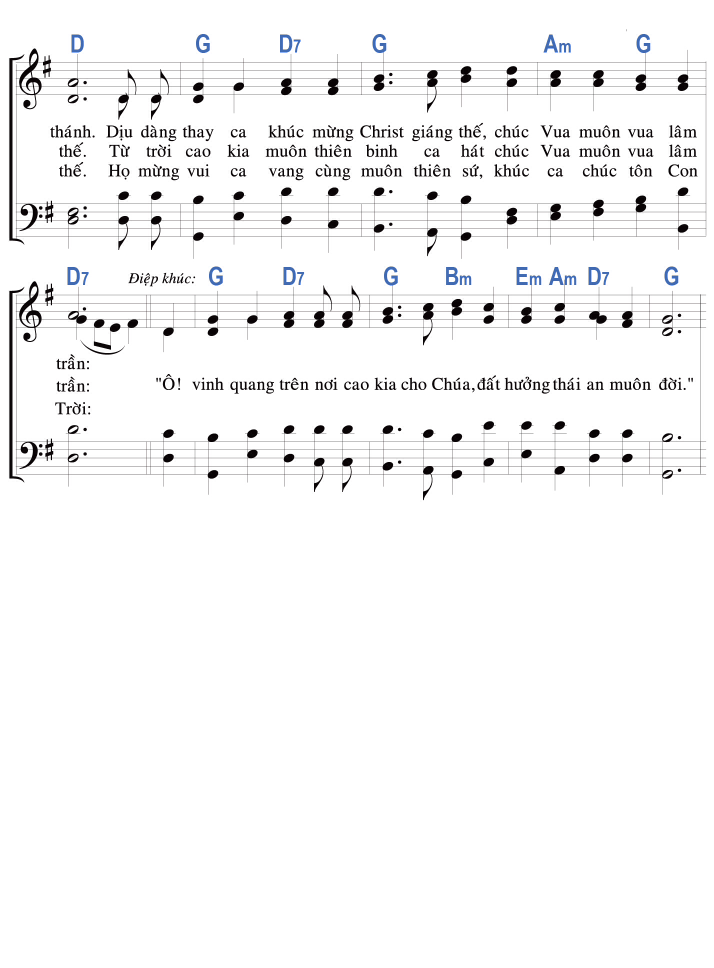 D G D7 G Am G
thánh. Dịu dàng thay ca khúc mừng Christ giáng thế, chúc Vua muôn vua lâm
thế. Từ trời cao kia muôn thiên binh ca hát chúc Vua muôn vua lâm
thế. Họ mừng vui ca vang cùng muôn thiên sứ, khúc ca chúc tôn Con
D7 Điệp khúc: G D7 G Bm Em Am D7 G
trần:
trần: "Ô! vinh quang trên nơi cao kia cho Chúa, đất hưởng thái an muôn đời."
Trời: